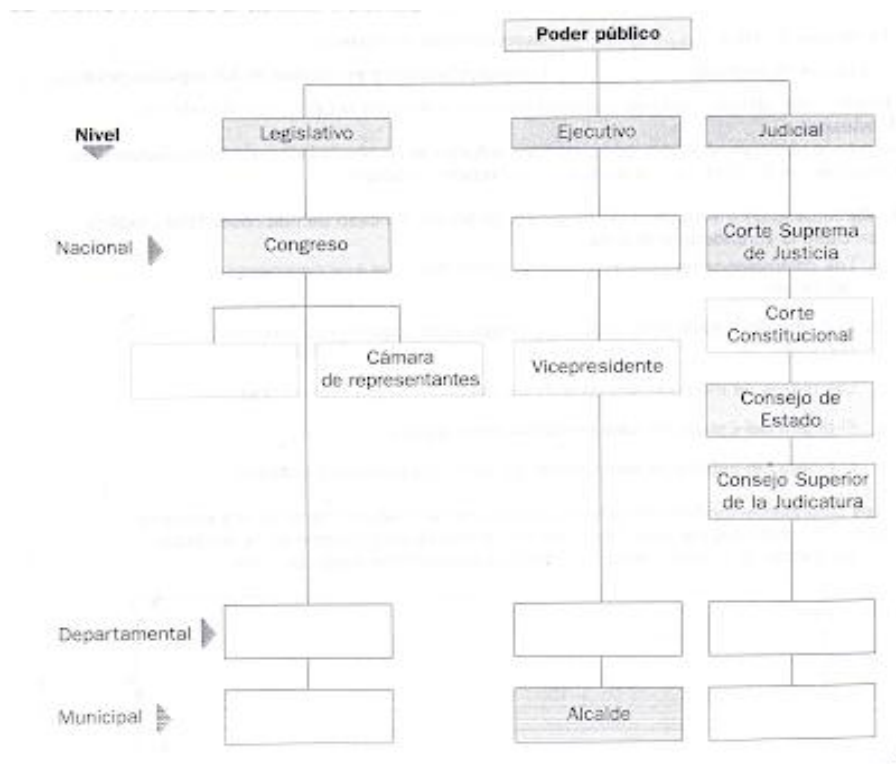 Poder público
Nivel
Legislativo
Ejecutivo
Judicial
Nacional
Congreso
Corte Suprema
de Justicia
Corte
Constitucional
Cámara
de representantes
Vicepresidente
Consejo de
Estado
Consejo Superior
de la Judicatura
Departamental
Municipal
Alcalde